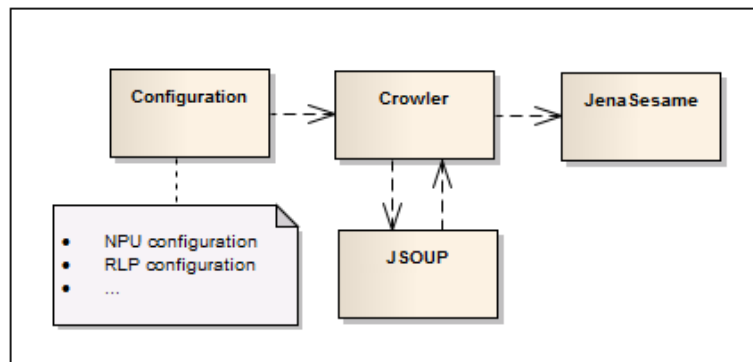 Configuration
Crowler
JenaSesame
• NPU configuration
• RLP configuration
• ...
JSOUP